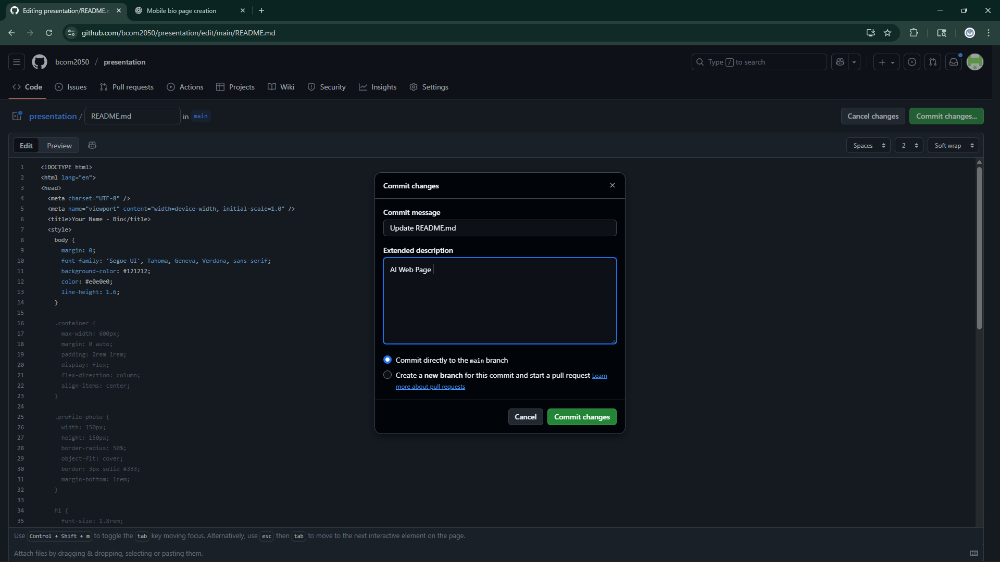 Editing presentation/README.m
Mobile bio page creation
github.com/bcom2050/presentation/edit/main/README.md
bcom2050 / presentation
Type / to search
Code
Issues
Pull requests
Actions
Projects
Wiki
Security
Insights
Settings
presentation / README.md in main
Cancel changes
Commit changes...
Edit
Preview
Spaces
2
Soft wrap
1 <!DOCTYPE html>
2 <html lang="en">
3 <head>
4 <meta charset="UTF-8" />
5 <meta name="viewport" content="width=device-width, initial-scale=1.0" />
6 <title>Your Name - Bio</title>
7 <style>
8 body {
9 margin: 0;
10 font-family: 'Segoe UI', Tahoma, Geneva, Verdana, sans-serif;
11 background-color: #121212;
12 color: #e0e0e0;
13 line-height: 1.6;
14 }
15
16 .container {
17 max-width: 600px;
18 margin: 0 auto;
19 padding: 2rem 1rem;
20 display: flex;
21 flex-direction: column;
22 align-items: center;
23 }
24
25 .profile-photo {
26 width: 150px;
27 height: 150px;
28 border-radius: 50%;
29 object-fit: cover;
30 border: 3px solid #333;
31 margin-bottom: 1rem;
32 }
33
34 h1 {
35 font-size: 1.8rem;
Commit changes
Commit message
Update README.md
Extended description
AI Web Page
Commit directly to the main branch
Create a new branch for this commit and start a pull request Learn
more about pull requests
Cancel
Commit changes
Use Control + Shift + m to toggle the tab key moving focus. Alternatively, use esc then tab to move to the next interactive element on the page.
Attach files by dragging & dropping, selecting or pasting them.